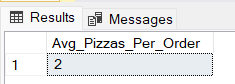 Results Messages
Avg_Pizzas_Per_Order
1 2